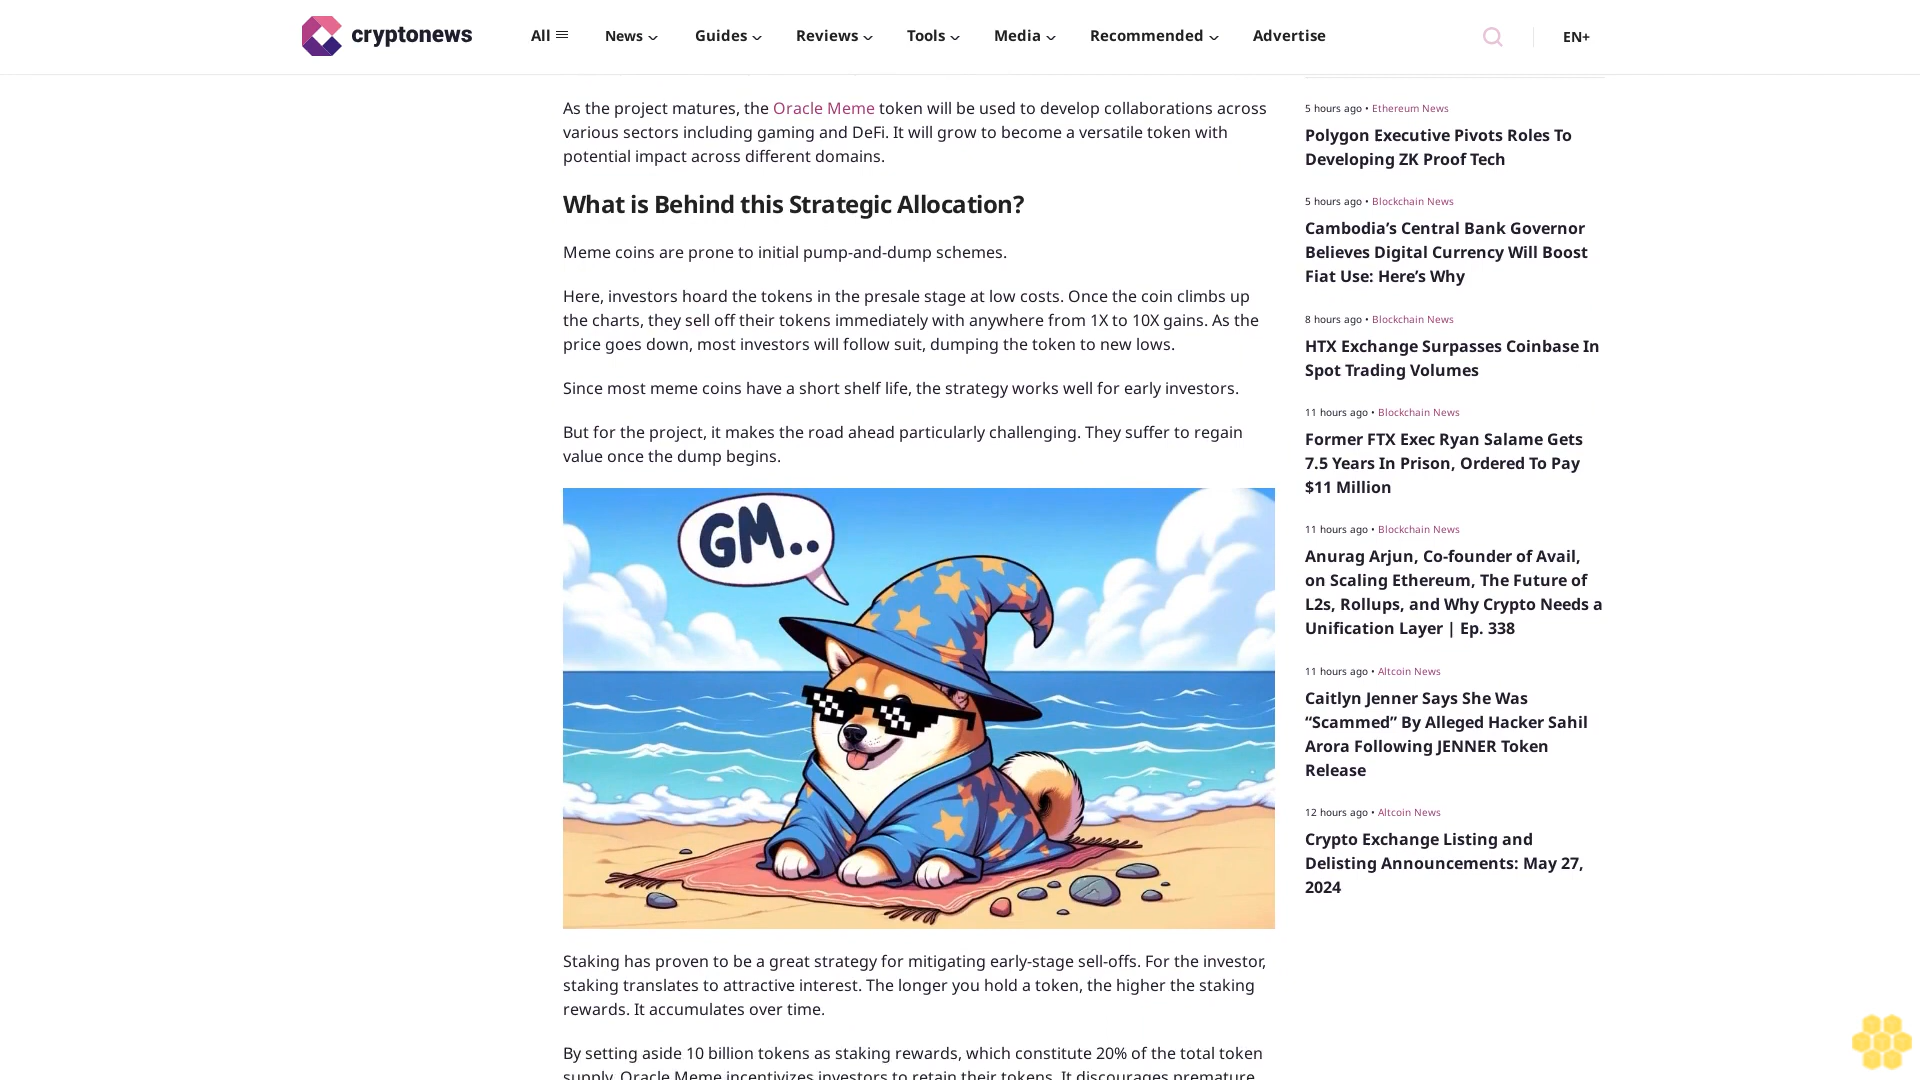 cryptonews
All
News
Guides
Reviews
Tools
Media
Recommended
Advertise
EN+
As the project matures, the Oracle Meme token will be used to develop collaborations across
various sectors including gaming and DeFi. It will grow to become a versatile token with
potential impact across different domains.
What is Behind this Strategic Allocation?
Meme coins are prone to initial pump-and-dump schemes.
Here, investors hoard the tokens in the presale stage at low costs. Once the coin climbs up
the charts, they sell off their tokens immediately with anywhere from 1X to 10X gains. As the
price goes down, most investors will follow suit, dumping the token to new lows.
Since most meme coins have a short shelf life, the strategy works well for early investors.
But for the project, it makes the road ahead particularly challenging. They suffer to regain
value once the dump begins.
GM..
Staking has proven to be a great strategy for mitigating early-stage sell-offs. For the investor,
staking translates to attractive interest. The longer you hold a token, the higher the staking
rewards. It accumulates over time.
By setting aside 10 billion tokens as staking rewards, which constitute 20% of the total token
supply, Oracle Meme incentivizes investors to retain their tokens. It discourages premature
5 hours ago • Ethereum News
Polygon Executive Pivots Roles To
Developing ZK Proof Tech
5 hours ago • Blockchain News
Cambodia’s Central Bank Governor
Believes Digital Currency Will Boost
Fiat Use: Here’s Why
8 hours ago • Blockchain News
HTX Exchange Surpasses Coinbase In
Spot Trading Volumes
11 hours ago • Blockchain News
Former FTX Exec Ryan Salame Gets
7.5 Years In Prison, Ordered To Pay
$11 Million
11 hours ago • Blockchain News
Anurag Arjun, Co-founder of Avail,
on Scaling Ethereum, The Future of
L2s, Rollups, and Why Crypto Needs a
Unification Layer | Ep. 338
11 hours ago • Altcoin News
Caitlyn Jenner Says She Was
“Scammed” By Alleged Hacker Sahil
Arora Following JENNER Token
Release
12 hours ago • Altcoin News
Crypto Exchange Listing and
Delisting Announcements: May 27,
2024